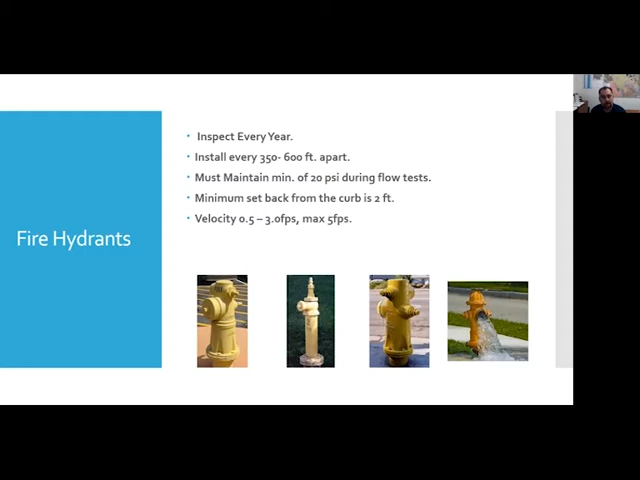 Fire Hydrants
Inspect Every Year.
Install every 350- 600 ft. apart.
Must Maintain min. of 20 psi during flow tests.
Minimum set back from the curb is 2 ft.
Velocity 0.5 – 3.0fps, max 5fps.